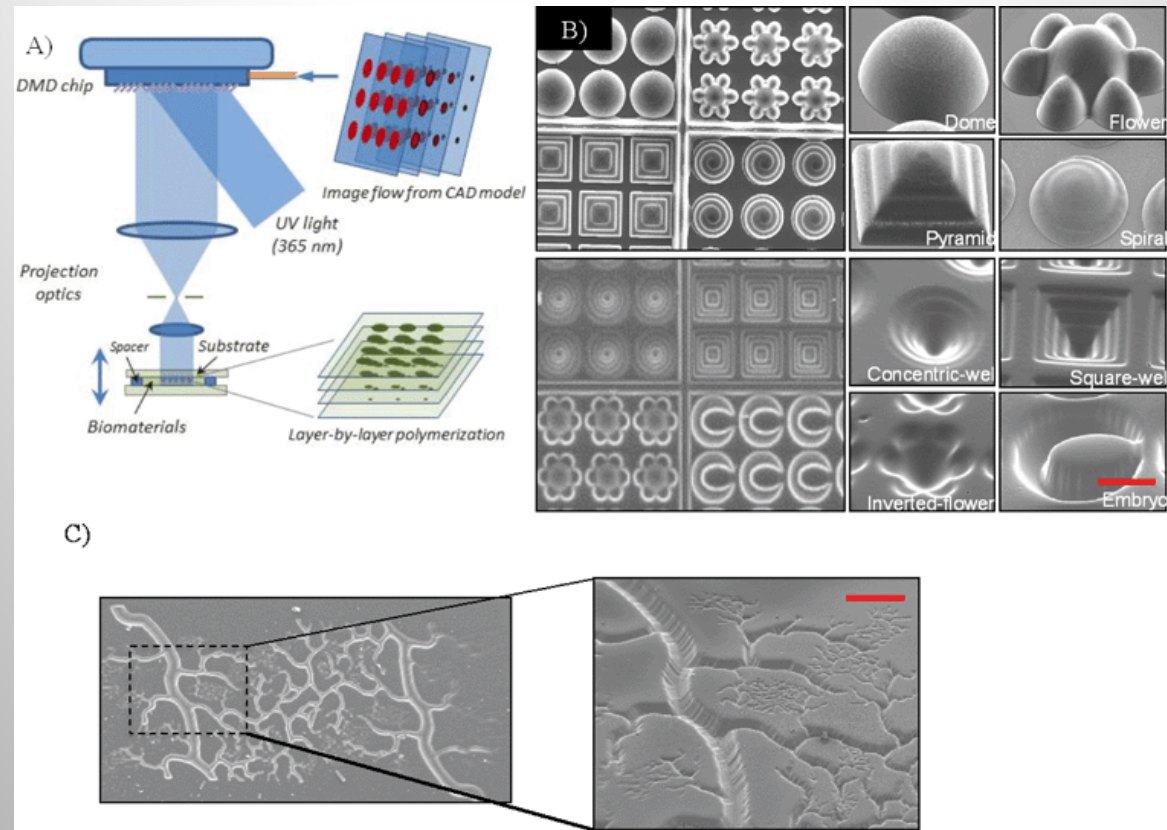 A)
DMD chip
Image flow from CAD model
UV light
(365 nm)
Projection
optics
Spacer
Substrate
Biomaterials
Layer-by-layer polymerization
B)
Dome
Flower
Pyramid
Spiral
Concentric-wel
Square-wel
Inverted-flower
Embryc
C)